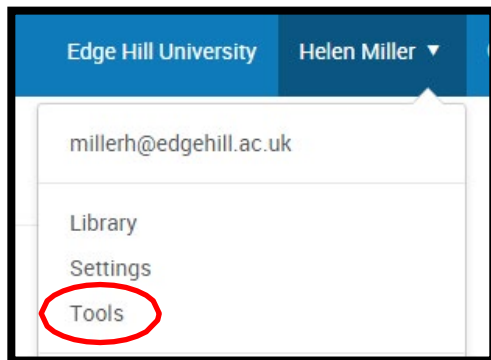 Edge Hill University Helen Miller ▼
millerh@edgehill.ac.uk
Library
Settings
Tools